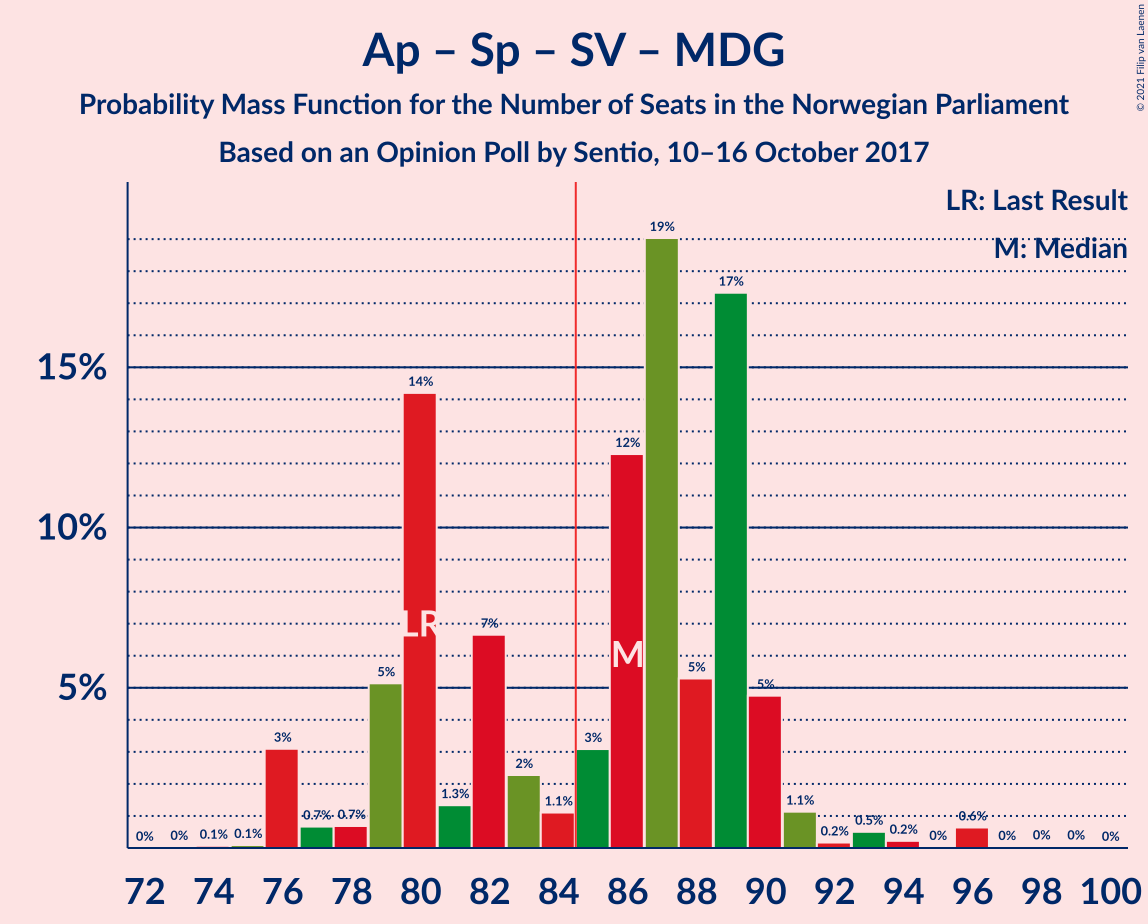 Ap – Sp – SV – MDG
Probability Mass Function for the Number of Seats in the Norwegian Parliament
Based on an Opinion Poll by Sentio, 10–16 October 2017
© 2021 Filip van Laenen
LR: Last Result
M: Median
15%
10%
5%
0% 0% 0.1% 0.1% 3% 0.7% 0.7% 5% 14% 1.3% 7% 2% 1.1% 3% 12% 19% 5% 17% 5% 1.1% 0.2% 0.5% 0.2% 0% 0.6% 0% 0% 0% 0%
LR M
72 74 76 78 80 82 84 86 88 90 92 94 96 98 100